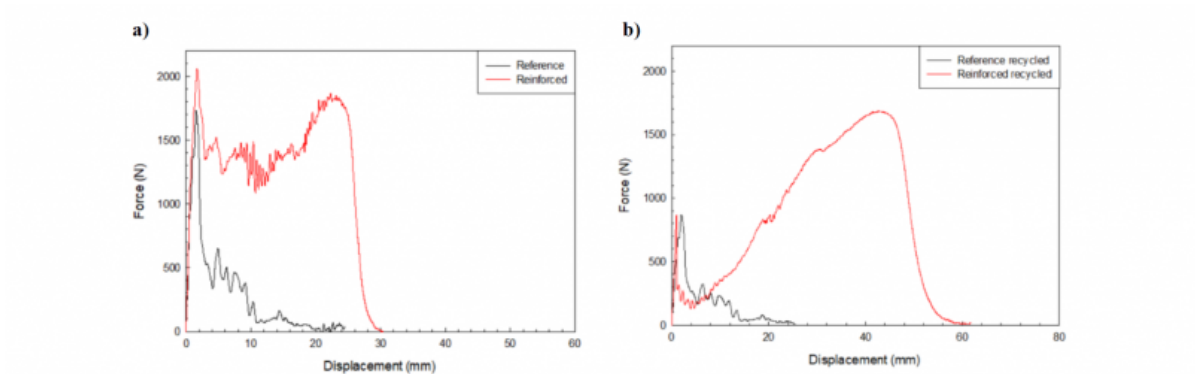 a)
Reference
Reinforced
2000
1500
1000
500
0
0 10 20 30 40 50 60
Force (N)
Displacement (mm)
b)
Reference recycled
Reinforced recycled
2000
1500
1000
500
0
0 20 40 60 80
Force (N)
Displacement (mm)